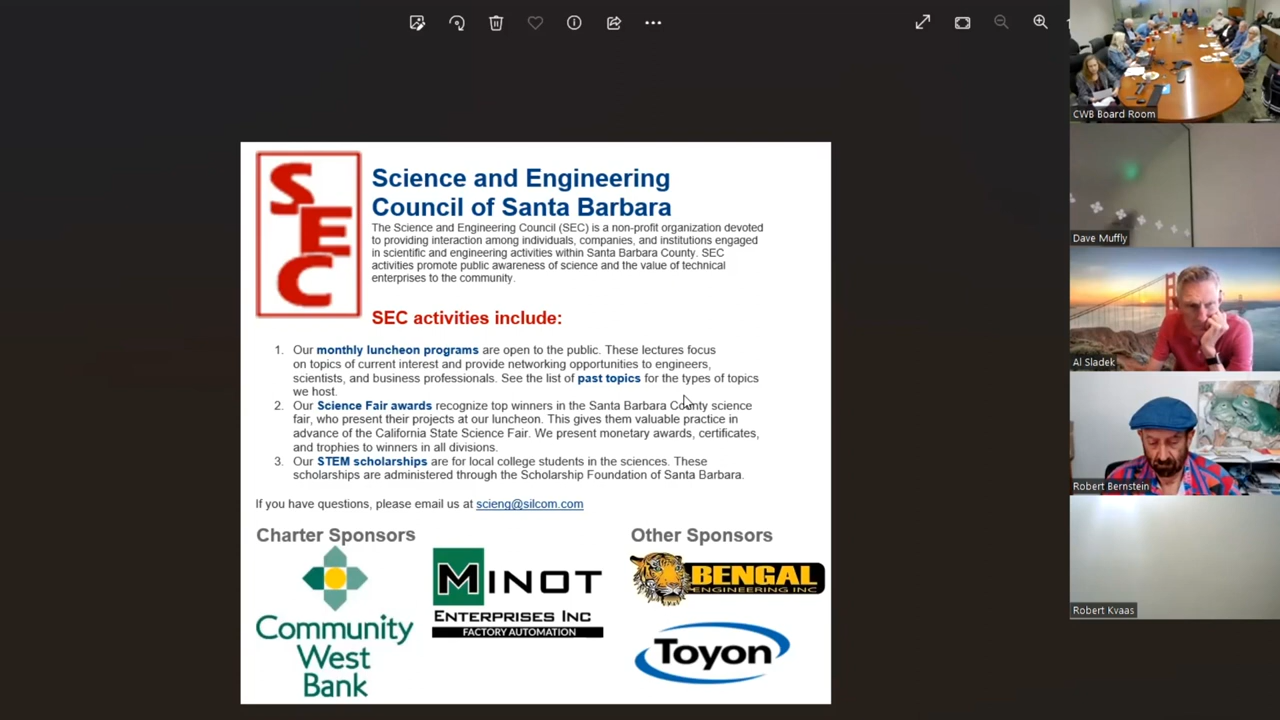 SEC
Science and Engineering
Council of Santa Barbara
The Science and Engineering Council (SEC) is a non-profit organization devoted
to providing interaction among individuals, companies, and institutions engaged
in scientific and engineering activities within Santa Barbara County. SEC
activities promote public awareness of science and the value of technical
enterprises to the community.
SEC activities include:
1. Our monthly luncheon programs are open to the public. These lectures focus
on topics of current interest and provide networking opportunities to engineers,
scientists, and business professionals. See the list of past topics for the types of topics
we host.
2. Our Science Fair awards recognize top winners in the Santa Barbara County science
fair, who present their projects at our luncheon. This gives them valuable practice in
advance of the California State Science Fair. We present monetary awards, certificates,
and trophies to winners in all divisions.
3. Our STEM scholarships are for local college students in the sciences. These
scholarships are administered through the Scholarship Foundation of Santa Barbara.
If you have questions, please email us at scieng@silcom.com
Charter Sponsors
Other Sponsors
Community
West
Bank
MINOT
ENTERPRISES INC
FACTORY AUTOMATION
BENGAL
ENGINEERING INC
Toyon
CWB Board Room
Dave Muffly
Al Sladek
Robert Bernstein
Robert Kvaas